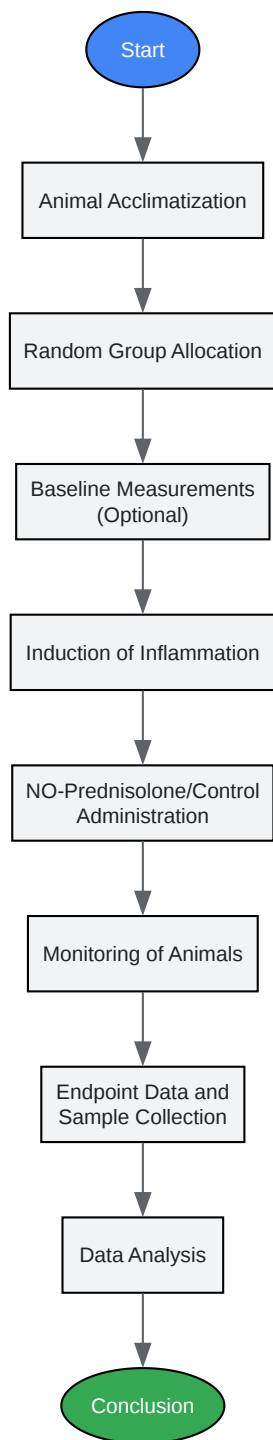 Start
Animal Acclimatization
Random Group Allocation
Baseline Measurements
(Optional)
Induction of Inflammation
NO-Prednisolone/Control
Administration
Monitoring of Animals
Endpoint Data and
Sample Collection
Data Analysis
Conclusion